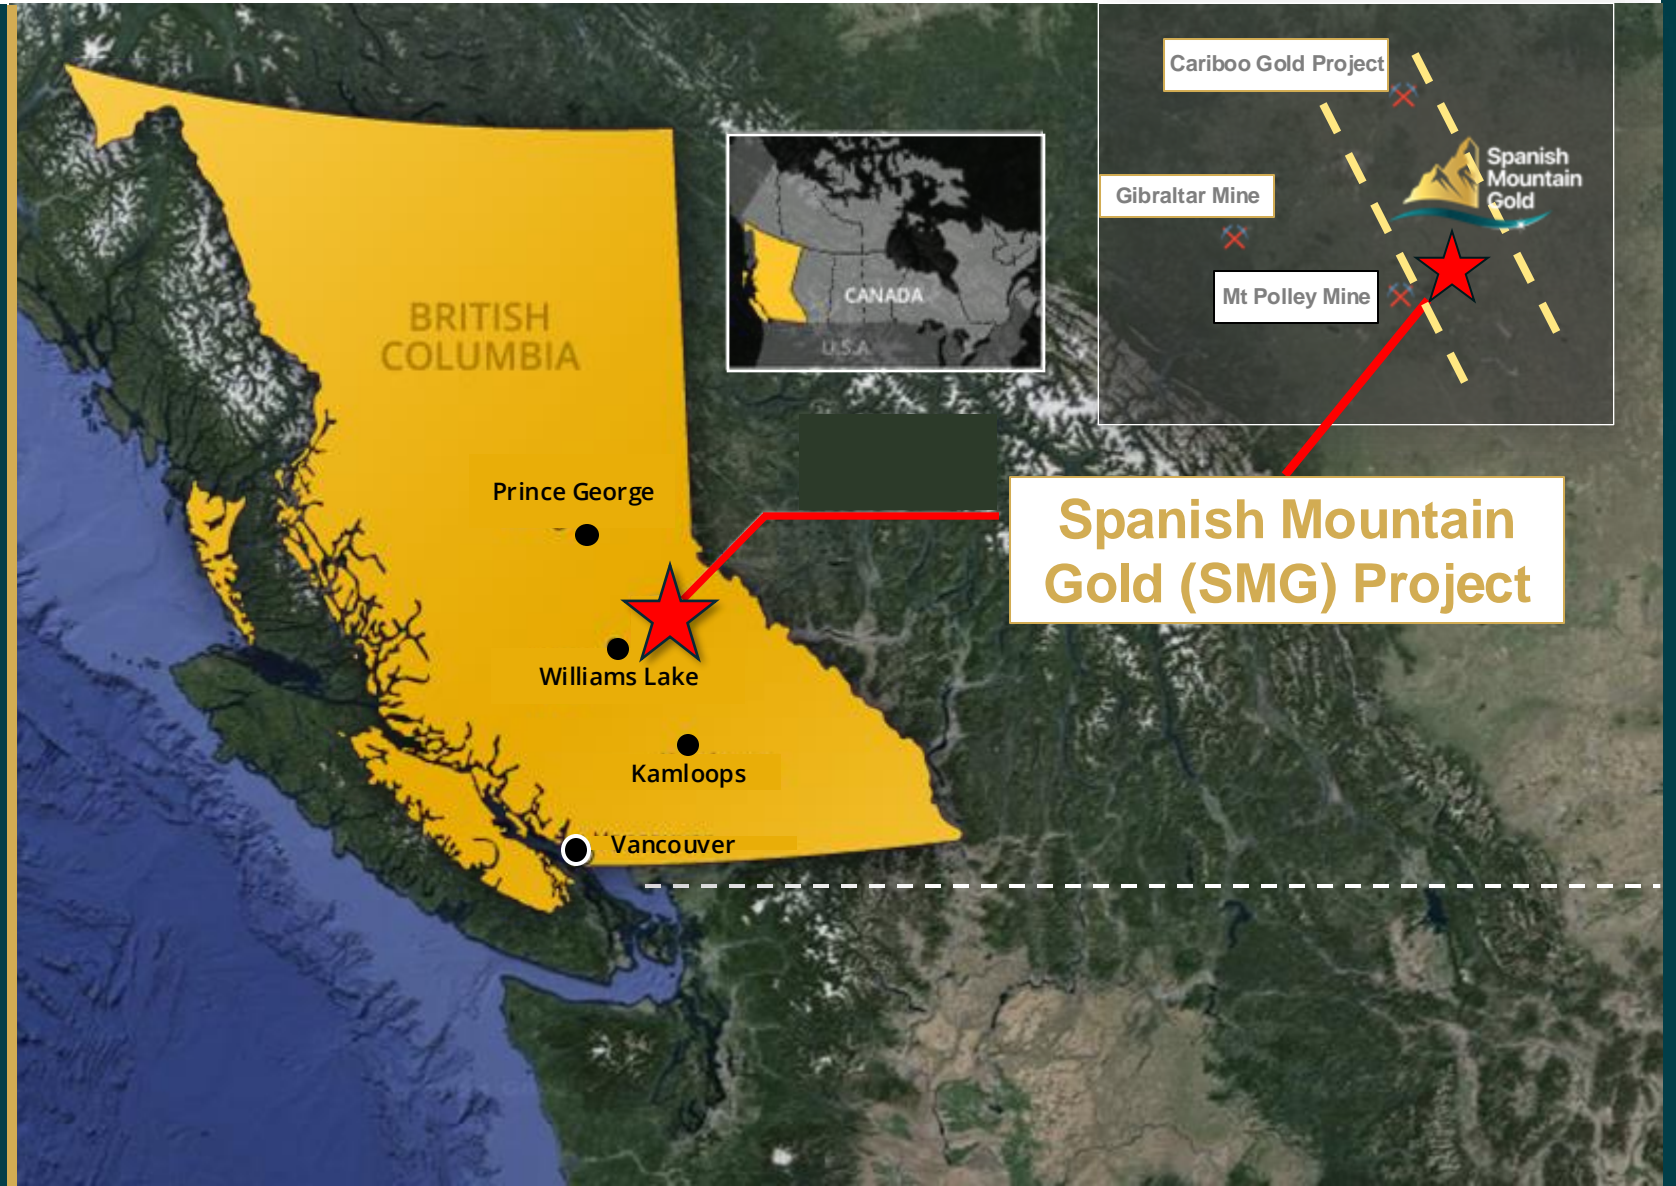 Cariboo Gold Project
Spanish
Mountain
Gold
Gibraltar Mine
Mt Polley Mine
CANADA
U.S.A.
BRITISH
COLUMBIA
Prince George
Spanish Mountain
Gold (SMG) Project
Williams Lake
Kamloops
Vancouver